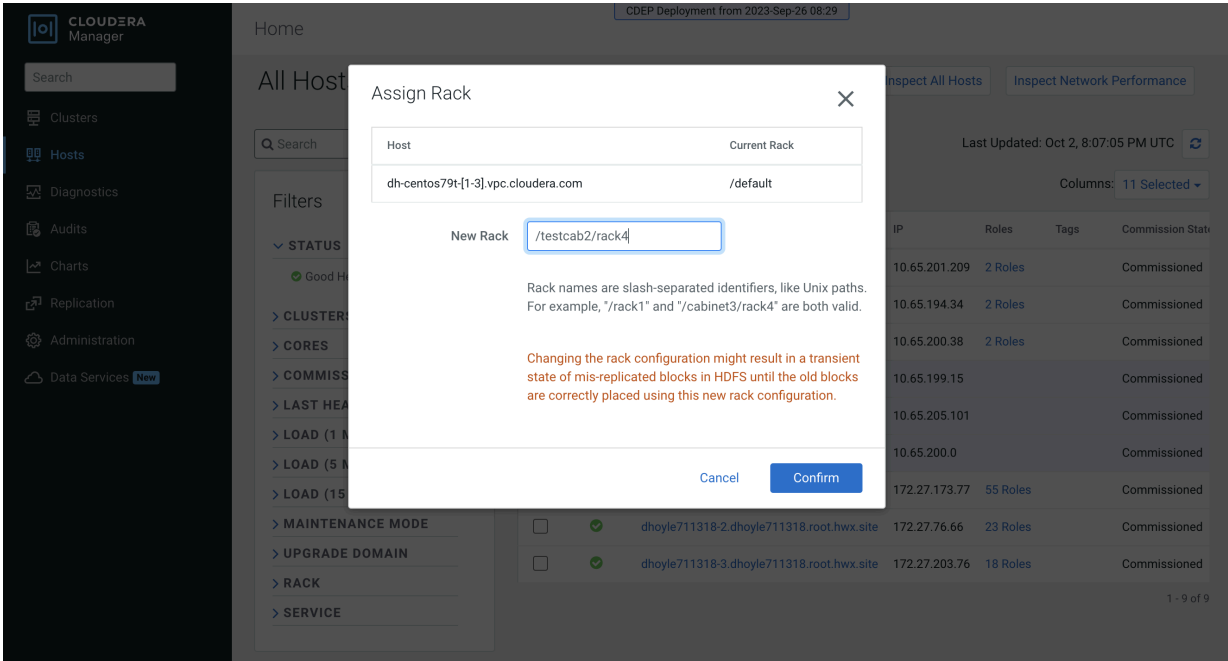 CLOUDERA
Manager
Search
Clusters
Hosts
Diagnostics
Audits
Charts
Replication
Administration
Data Services New
CDEP Deployment from 2023-Sep-26 08:29
Home
All Host
Inspect All Hosts
Inspect Network Performance
Search
Last Updated: Oct 2, 8:07:05 PM UTC
Columns: 11 Selected
Filters
STATUS
Good He
CLUSTERS
CORES
COMMISS
LAST HEA
LOAD (1 M
LOAD (5 M
LOAD (15
MAINTENANCE MODE
UPGRADE DOMAIN
RACK
SERVICE
Assign Rack
Host Current Rack
dh-centos79t-[1-3].vpc.cloudera.com /default
New Rack /testcab2/rack4
Rack names are slash-separated identifiers, like Unix paths.
For example, "/rack1" and "/cabinet3/rack4" are both valid.
Changing the rack configuration might result in a transient
state of mis-replicated blocks in HDFS until the old blocks
are correctly placed using this new rack configuration.
Cancel Confirm
IP Roles Tags Commission State
10.65.201.209 2 Roles Commissioned
10.65.194.34 2 Roles Commissioned
10.65.200.38 2 Roles Commissioned
10.65.199.15 Commissioned
10.65.205.101 Commissioned
10.65.200.0 Commissioned
172.27.173.77 55 Roles Commissioned
dhoyle711318-2.dhoyle711318.root.hwx.site 172.27.76.66 23 Roles Commissioned
dhoyle711318-3.dhoyle711318.root.hwx.site 172.27.203.76 18 Roles Commissioned
1 - 9 of 9